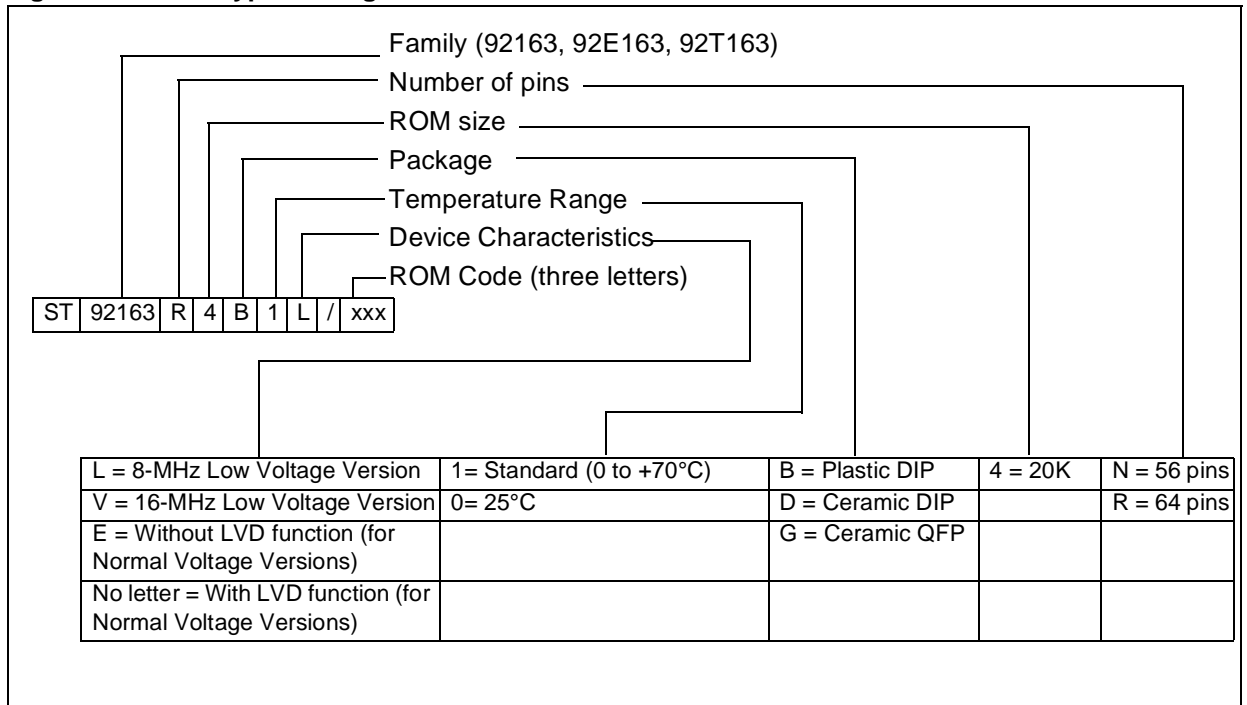 Family (92163, 92E163, 92T163)
Number of pins
ROM size
Package
Temperature Range
Device Characteristics
ROM Code (three letters)
ST 92163 R 4 B 1 L / xxx
L = 8-MHz Low Voltage Version 1= Standard (0 to +70°C) B = Plastic DIP 4 = 20K N = 56 pins
V = 16-MHz Low Voltage Version 0= 25°C D = Ceramic DIP R = 64 pins
E = Without LVD function (for G = Ceramic QFP
Normal Voltage Versions)
No letter = With LVD function (for
Normal Voltage Versions)